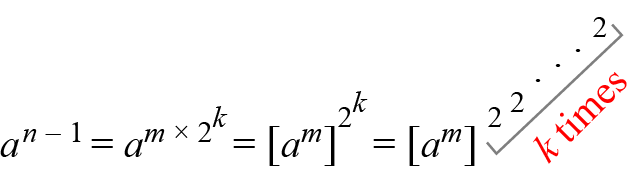 a^{n − 1} = a^{m × 2^k} = [a^m]^{2^k} = [a^m]^{2^{2^{. . . ^2}}}
k times